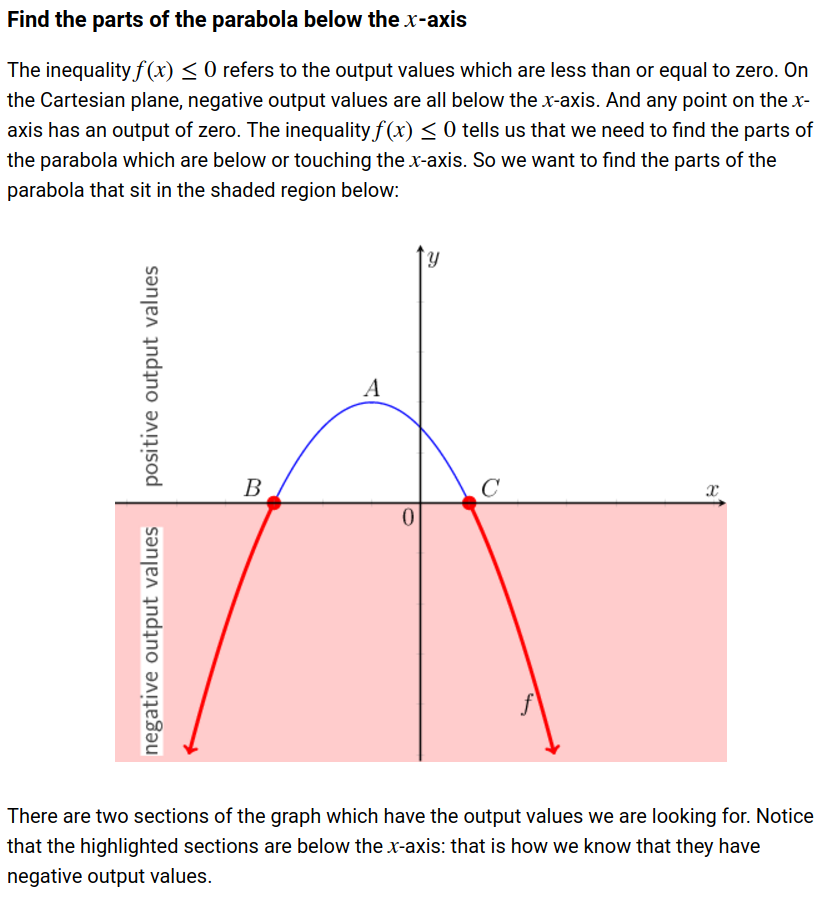 Find the parts of the parabola below the x-axis
The inequality f(x) ≤ 0 refers to the output values which are less than or equal to zero. On
the Cartesian plane, negative output values are all below the x-axis. And any point on the x-
axis has an output of zero. The inequality f(x) ≤ 0 tells us that we need to find the parts of
the parabola which are below or touching the x-axis. So we want to find the parts of the
parabola that sit in the shaded region below:
positive output values
y
A
B
C
x
0
negative output values
f
There are two sections of the graph which have the output values we are looking for. Notice
that the highlighted sections are below the x-axis: that is how we know that they have
negative output values.